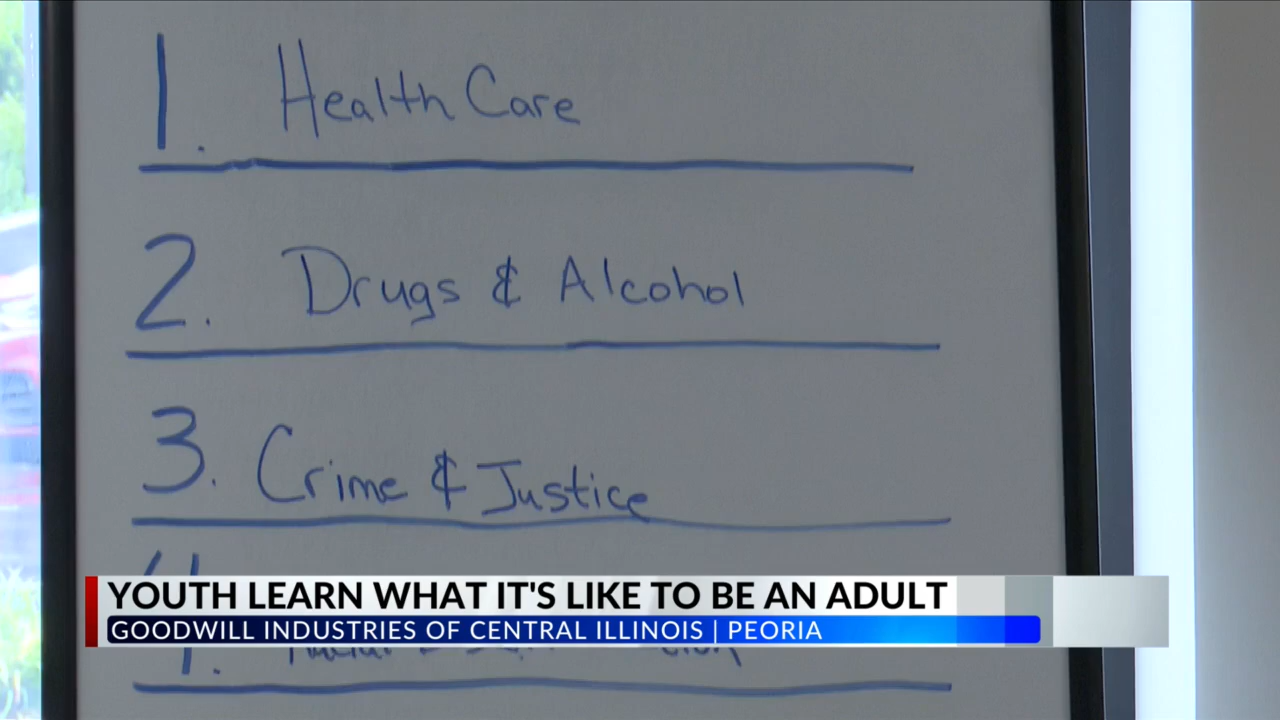 1. Health Care
2. Drugs & Alcohol
3. Crime & Justice
4.
YOUTH LEARN WHAT IT'S LIKE TO BE AN ADULT
GOODWILL INDUSTRIES OF CENTRAL ILLINOIS | PEORIA